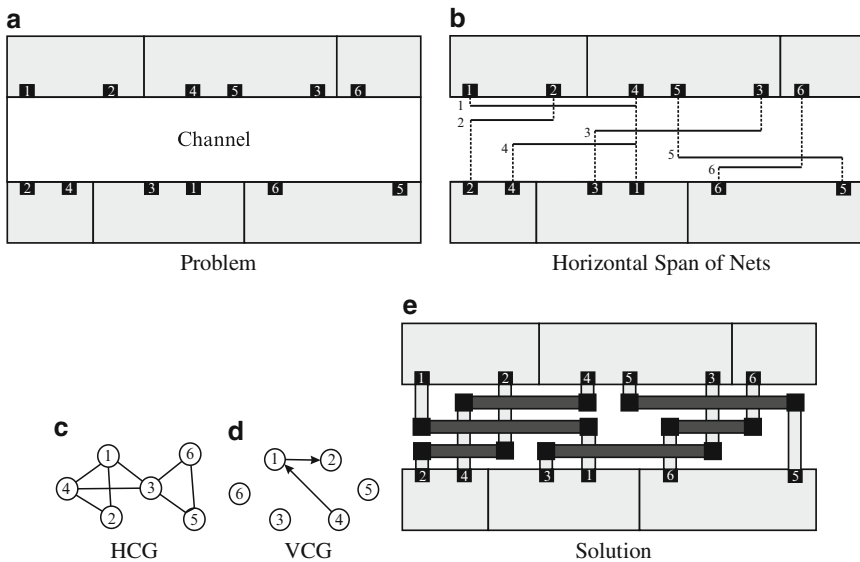 a
1 2 4 5 3 6
Channel
2 4 3 1 6 5
Problem
b
1 2 4 5 3 6
1
2
3
4
5
6
2 4 3 1 6 5
Horizontal Span of Nets
c
1 6
4 3
2 5
HCG
d
1 2
6 5
3 4
VCG
e
1 2 4 5 3 6
2 4 3 1 6 5
Solution